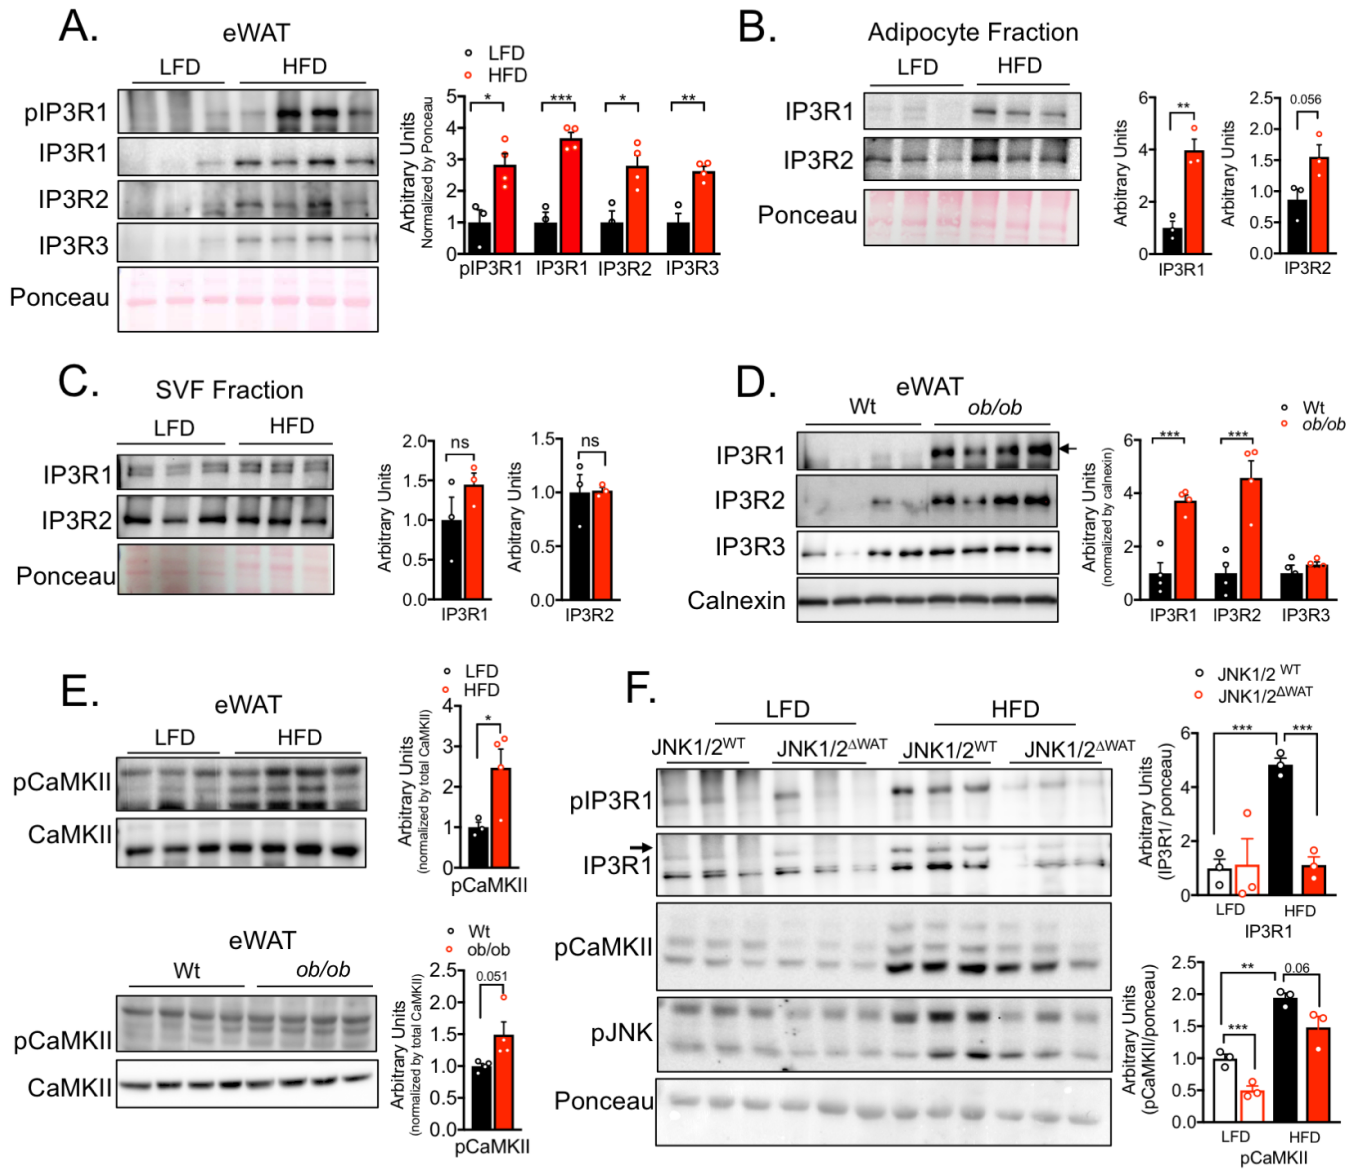 A.
eWAT
LFD HFD
pIP3R1
IP3R1
IP3R2
IP3R3
Ponceau
LFD
HFD
Arbitrary Units
Normalized by Ponceau
5
4
3
2
1
0
* *** * **
pIP3R1 IP3R1 IP3R2 IP3R3
B.
Adipocyte Fraction
LFD HFD
IP3R1
IP3R2
Ponceau
Arbitrary Units
6
4
2
0
**
IP3R1
Arbitrary Units
2.5
2.0
1.5
1.0
0.5
0.0
0.056
IP3R2
C.
SVF Fraction
LFD HFD
IP3R1
IP3R2
Ponceau
Arbitrary Units
2.0
1.5
1.0
0.5
0.0
ns
IP3R1
Arbitrary Units
1.5
1.0
0.5
0.0
ns
IP3R2
D.
eWAT
Wt ob/ob
IP3R1
IP3R2
IP3R3
Calnexin
Wt
ob/ob
Arbitrary Units
(normalized by calnexin)
6
4
2
0
*** ***
IP3R1 IP3R2 IP3R3
E.
eWAT
LFD HFD
pCaMKII
CaMKII
LFD
HFD
Arbitrary Units
(normalized by total CaMKII)
4
3
2
1
0
*
pCaMKII
eWAT
Wt ob/ob
pCaMKII
CaMKII
Wt
ob/ob
Arbitrary Units
(normalized by total CaMKII)
2.5
2.0
1.5
1.0
0.5
0.0
0.051
pCaMKII
F.
LFD HFD
JNK1/2WT JNK1/2ΔWAT JNK1/2WT JNK1/2ΔWAT
pIP3R1
IP3R1
pCaMKII
pJNK
Ponceau
JNK1/2 WT
JNK1/2ΔWAT
Arbitrary Units
(IP3R1/ ponceau)
6
4
2
0
*** ***
LFD HFD
IP3R1
Arbitrary Units
(pCaMKII/ponceau)
2.5
2.0
1.5
1.0
0.5
0.0
** 0.06
***
LFD HFD
pCaMKII